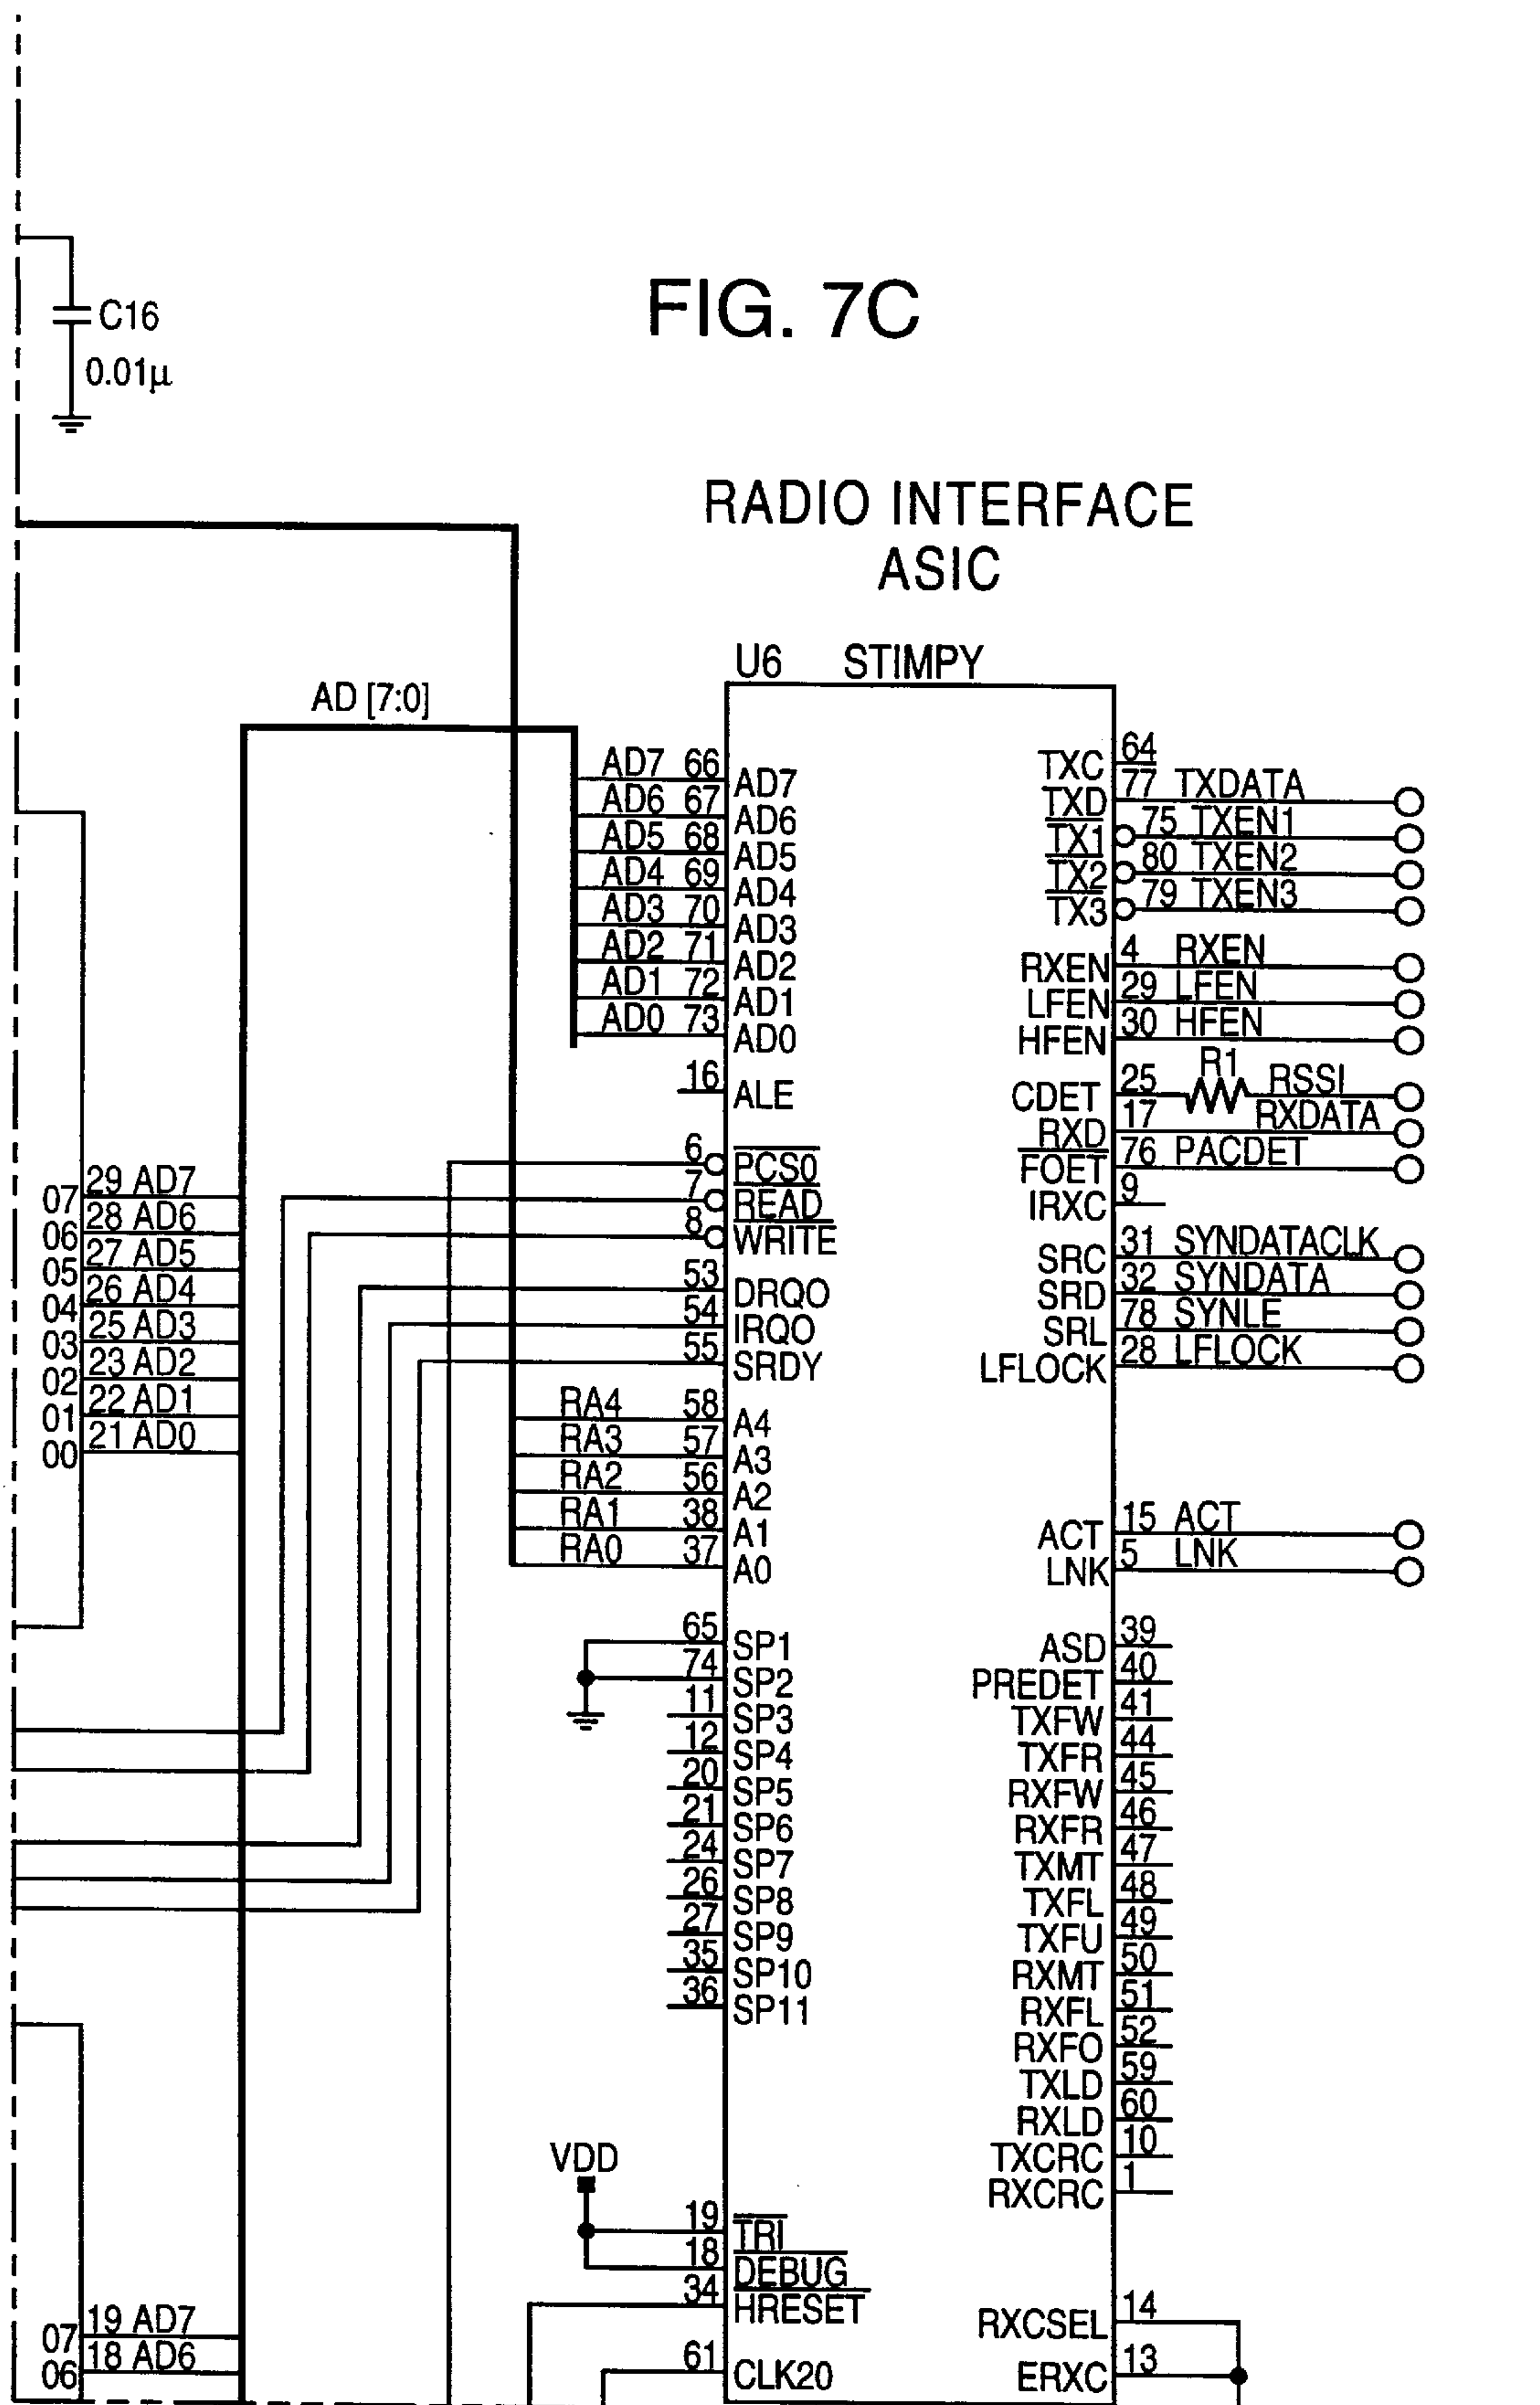 C16
0.01µ
FIG. 7C
RADIO INTERFACE
ASIC
U6 STIMPY
AD [7:0]
AD7 66 AD7
AD6 67 AD6
AD5 68 AD5
AD4 69 AD4
AD3 70 AD3
AD2 71 AD2
AD1 72 AD1
AD0 73 AD0
16 ALE
6 PCS0
7 READ
8 WRITE
53 DRQO
54 IRQO
55 SRDY
RA4 58 A4
RA3 57 A3
RA2 56 A2
RA1 38 A1
RA0 37 A0
65 SP1
74 SP2
11 SP3
12 SP4
20 SP5
21 SP6
24 SP7
26 SP8
27 SP9
35 SP10
36 SP11
VDD
19 TRI
18 DEBUG
34 HRESET
61 CLK20
TXC 64
TXD 77 TXDATA
TX1 75 TXEN1
TX2 80 TXEN2
TX3 79 TXEN3
RXEN 4 RXEN
LFEN 29 LFEN
HFEN 30 HFEN
R1
CDET 25 RSSI
RXD 17 RXDATA
FOET 76 PACDET
IRXC 9
SRC 31 SYNDATACLK
SRD 32 SYNDATA
SRL 78 SYNLE
LFLOCK 28 LFLOCK
ACT 15 ACT
LNK 5 LNK
ASD 39
PREDET 40
TXFW 41
TXFR 44
RXFW 45
RXFR 46
TXMT 47
TXFL 48
TXFU 49
RXMT 50
RXFL 51
RXFO 52
TXLD 59
RXLD 60
TXCRC 10
RXCRC 1
RXCSEL 14
ERXC 13
07 29 AD7
06 28 AD6
05 27 AD5
04 26 AD4
03 25 AD3
02 23 AD2
01 22 AD1
00 21 AD0
07 19 AD7
06 18 AD6